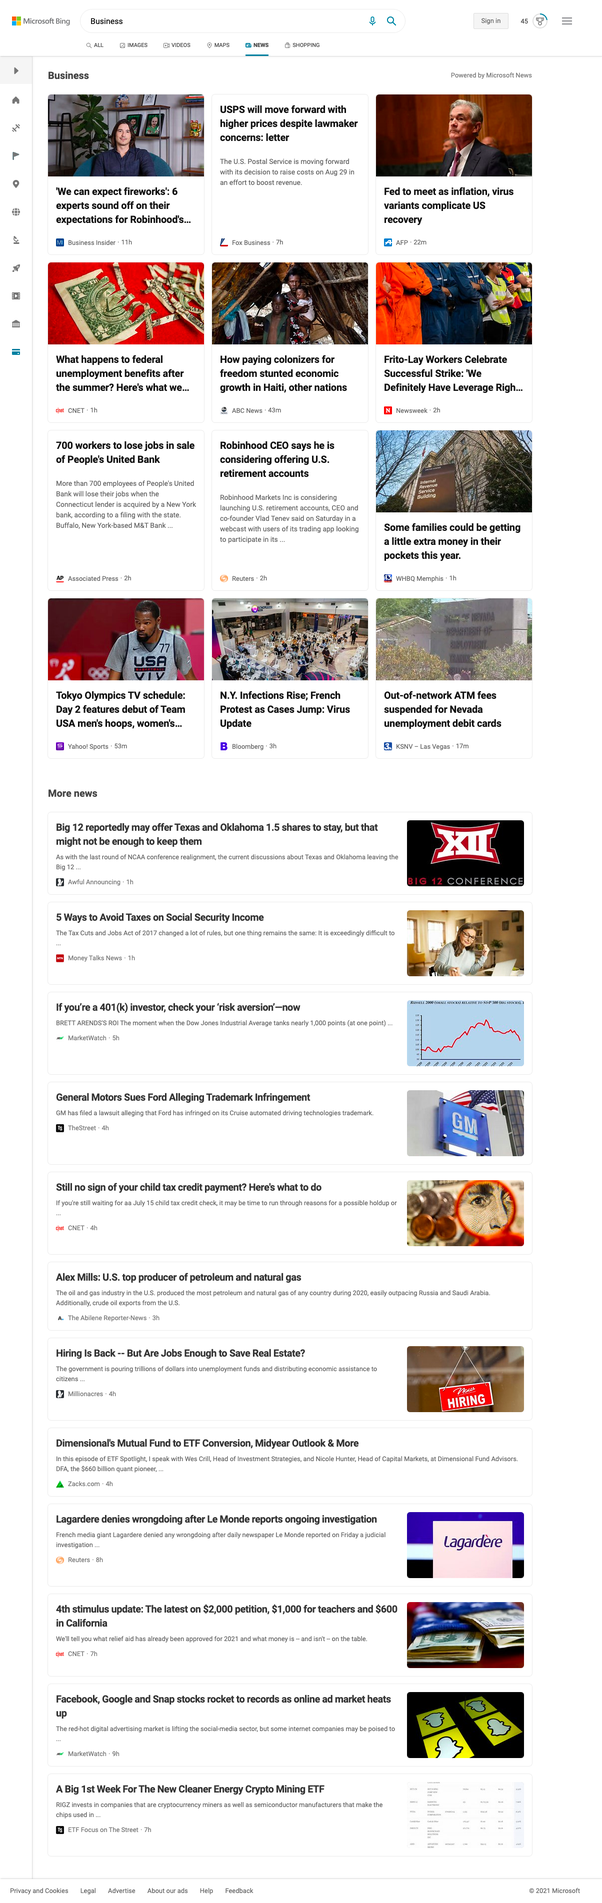 Microsoft Bing
Business
Sign in
45
ALL
IMAGES
VIDEOS
MAPS
NEWS
SHOPPING
Business
Powered by Microsoft News
'We can expect fireworks': 6
experts sound off on their
expectations for Robinhood's...
Business Insider · 11h
USPS will move forward with
higher prices despite lawmaker
concerns: letter
The U.S. Postal Service is moving forward
with its decision to raise costs on Aug 29 in
an effort to boost revenue.
Fox Business · 7h
Fed to meet as inflation, virus
variants complicate US
recovery
AFP · 22m
What happens to federal
unemployment benefits after
the summer? Here's what we...
CNET · 1h
How paying colonizers for
freedom stunted economic
growth in Haiti, other nations
ABC News · 43m
Frito-Lay Workers Celebrate
Successful Strike: 'We
Definitely Have Leverage Righ...
Newsweek · 2h
700 workers to lose jobs in sale
of People's United Bank
More than 700 employees of People's United
Bank will lose their jobs when the
Connecticut lender is acquired by a New York
bank, according to a filing with the state.
Buffalo, New York-based M&T Bank ...
Associated Press · 2h
Robinhood CEO says he is
considering offering U.S.
retirement accounts
Robinhood Markets Inc is considering
launching U.S. retirement accounts, CEO and
co-founder Vlad Tenev said on Saturday in a
webcast with users of its trading app looking
to participate in its ...
Reuters · 2h
Internal
Revenue
Service
Building
Some families could be getting
a little extra money in their
pockets this year.
WHBQ Memphis · 1h
77
USA
Tokyo Olympics TV schedule:
Day 2 features debut of Team
USA men's hoops, women's...
Yahoo! Sports · 53m
N.Y. Infections Rise; French
Protest as Cases Jump: Virus
Update
Bloomberg · 3h
Out-of-network ATM fees
suspended for Nevada
unemployment debit cards
KSNV – Las Vegas · 17m
More news
Big 12 reportedly may offer Texas and Oklahoma 1.5 shares to stay, but that
might not be enough to keep them
As with the last round of NCAA conference realignment, the current discussions about Texas and Oklahoma leaving the
Big 12 ...
Awful Announcing · 1h
XII
BIG 12 CONFERENCE
5 Ways to Avoid Taxes on Social Security Income
The Tax Cuts and Jobs Act of 2017 changed a lot of rules, but one thing remains the same: It is exceedingly difficult to
...
Money Talks News · 1h
If you're a 401(k) investor, check your 'risk aversion'—now
BRETT ARENDS'S ROI The moment when the Dow Jones Industrial Average tanks nearly 1,000 points (at one point) ...
MarketWatch · 5h
General Motors Sues Ford Alleging Trademark Infringement
GM has filed a lawsuit alleging that Ford has infringed on its Cruise automated driving technologies trademark.
TheStreet · 4h
GM
Still no sign of your child tax credit payment? Here's what to do
If you're still waiting for aa July 15 child tax credit check, it may be time to run through reasons for a possible holdup or
...
CNET · 4h
Alex Mills: U.S. top producer of petroleum and natural gas
The oil and gas industry in the U.S. produced the most petroleum and natural gas of any country during 2020, easily outpacing Russia and Saudi Arabia.
Additionally, crude oil exports from the U.S.
The Abilene Reporter-News · 3h
Hiring Is Back -- But Are Jobs Enough to Save Real Estate?
The government is pouring trillions of dollars into unemployment funds and distributing economic assistance to
citizens ...
Millionacres · 4h
Now
HIRING
Dimensional's Mutual Fund to ETF Conversion, Midyear Outlook & More
In this episode of ETF Spotlight, I speak with Wes Crill, Head of Investment Strategies, and Nicole Hunter, Head of Capital Markets, at Dimensional Fund Advisors.
DFA, the $660 billion quant pioneer, ...
Zacks.com · 4h
Lagardere denies wrongdoing after Le Monde reports ongoing investigation
French media giant Lagardere denied any wrongdoing after daily newspaper Le Monde reported on Friday a judicial
investigation ...
Reuters · 8h
Lagardère
4th stimulus update: The latest on $2,000 petition, $1,000 for teachers and $600
in California
We'll tell you what relief aid has already been approved for 2021 and what money is – and isn't – on the table.
CNET · 7h
Facebook, Google and Snap stocks rocket to records as online ad market heats
up
The red-hot digital advertising market is lifting the social-media sector, but some internet companies may be poised to
...
MarketWatch · 9h
A Big 1st Week For The New Cleaner Energy Crypto Mining ETF
RIGZ invests in companies that are cryptocurrency miners as well as semiconductor manufacturers that make the
chips used in ...
ETF Focus on The Street · 7h
Privacy and Cookies
Legal
Advertise
About our ads
Help
Feedback
© 2021 Microsoft